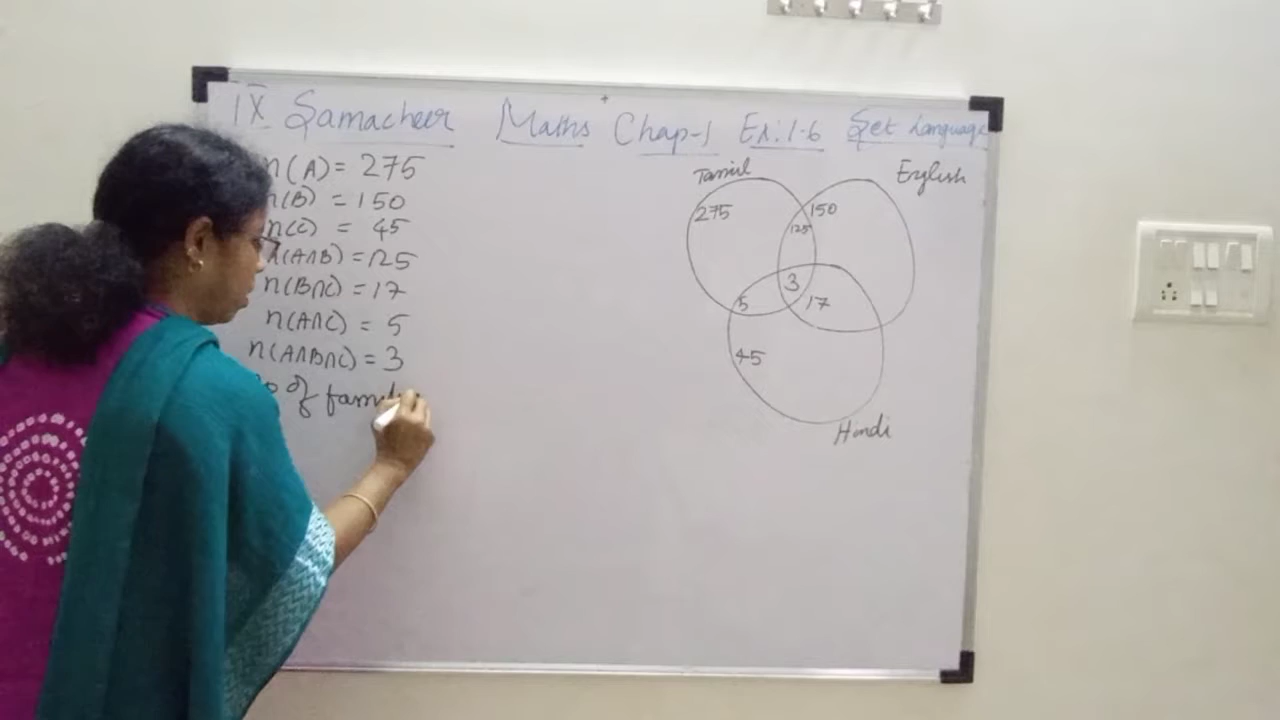 IX Samacheer Maths Chap-1 Ex: 1.6 Set Language
n(A) = 275
n(B) = 150
n(C) = 45
n(A∩B) = 125
n(B∩C) = 17
n(A∩C) = 5
n(A∩B∩C) = 3
of
Tamil
English
275
150
125
3
5
17
45
Hindi